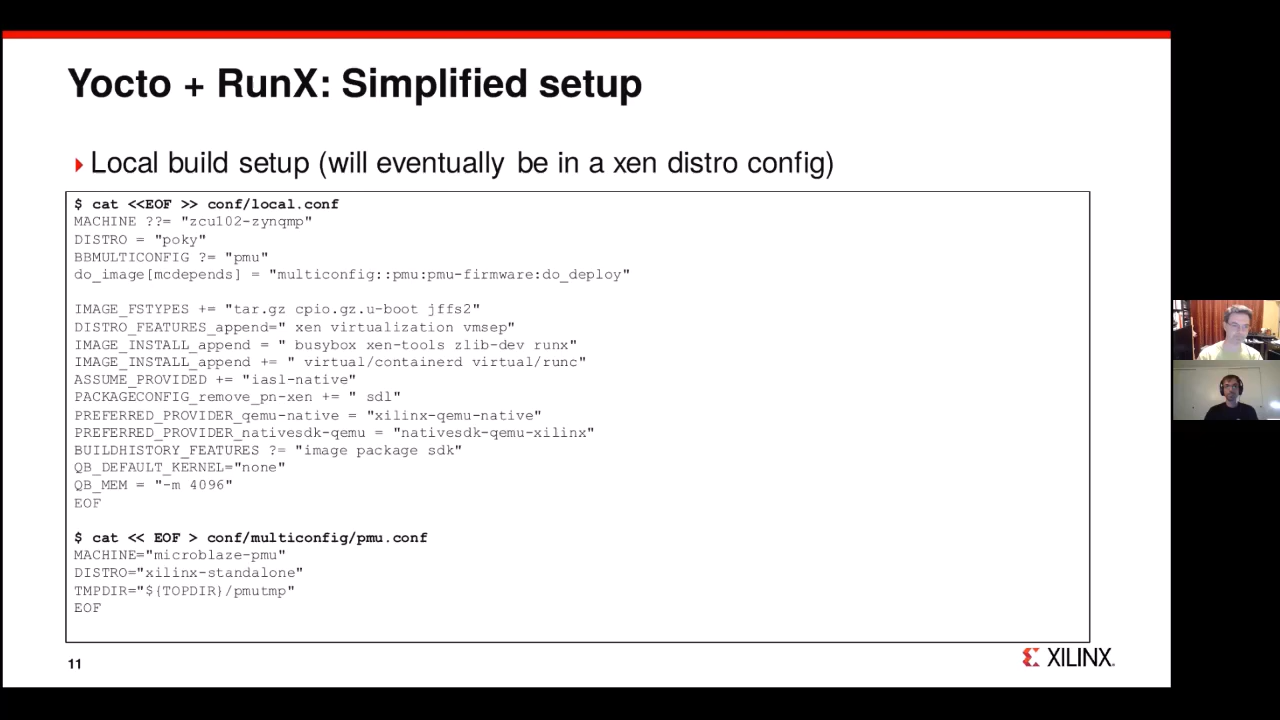 Yocto + RunX: Simplified setup
Local build setup (will eventually be in a xen distro config)
$ cat <<EOF >> conf/local.conf
MACHINE ??= "zcu102-zynqmp"
DISTRO = "poky"
BBMULTICONFIG ?= "pmu"
do_image[mcdepends] = "multiconfig::pmu:pmu-firmware:do_deploy"
IMAGE_FSTYPES += "tar.gz cpio.gz.u-boot jffs2"
DISTRO_FEATURES_append=" xen virtualization vmsep"
IMAGE_INSTALL_append = " busybox xen-tools zlib-dev runx"
IMAGE_INSTALL_append += " virtual/containerd virtual/runc"
ASSUME_PROVIDED += "iasl-native"
PACKAGECONFIG_remove_pn-xen += " sdl"
PREFERRED_PROVIDER_qemu-native = "xilinx-qemu-native"
PREFERRED_PROVIDER_nativesdk-qemu = "nativesdk-qemu-xilinx"
BUILDHISTORY_FEATURES ?= "image package sdk"
QB_DEFAULT_KERNEL="none"
QB_MEM = "-m 4096"
EOF
$ cat << EOF > conf/multiconfig/pmu.conf
MACHINE="microblaze-pmu"
DISTRO="xilinx-standalone"
TMPDIR="${TOPDIR}/pmutmp"
EOF
11
XILINX.